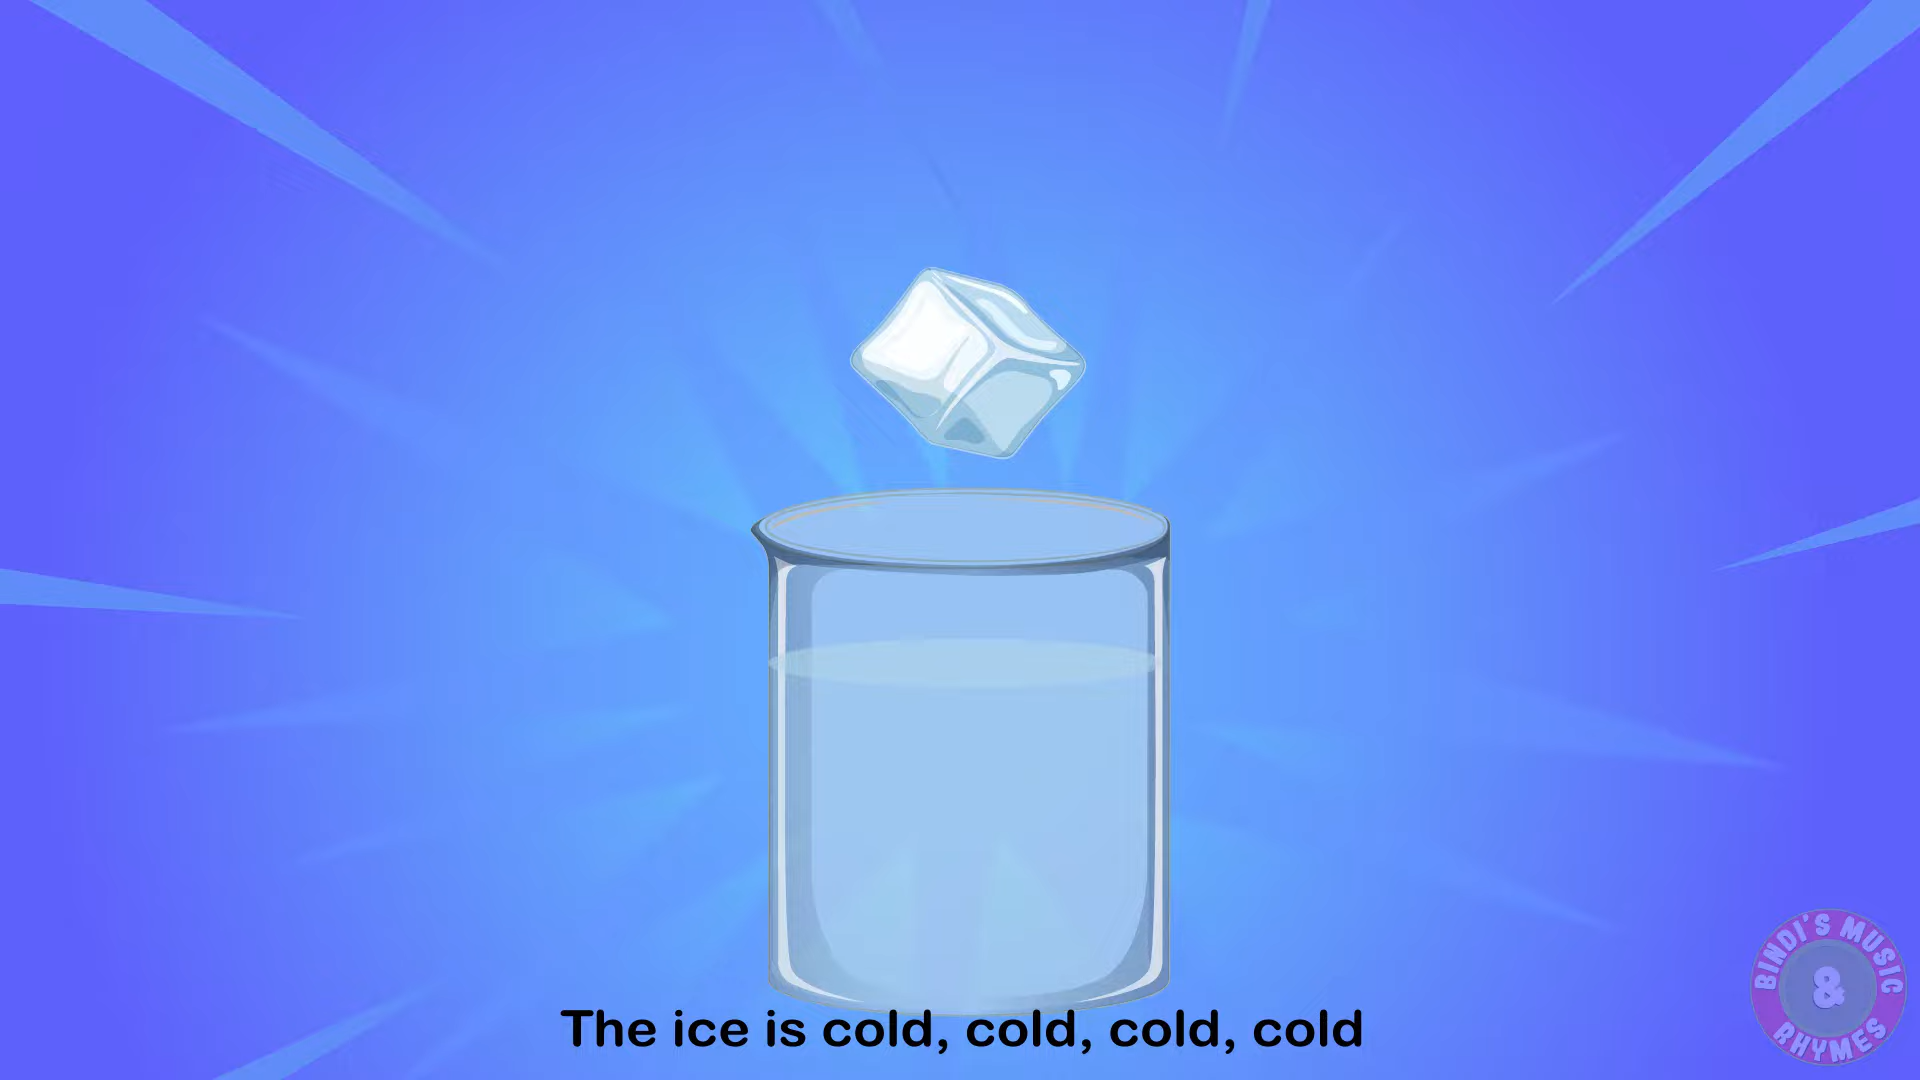 The ice is cold, cold, cold, cold
BINDI'S MUSIC
&
RHYMES